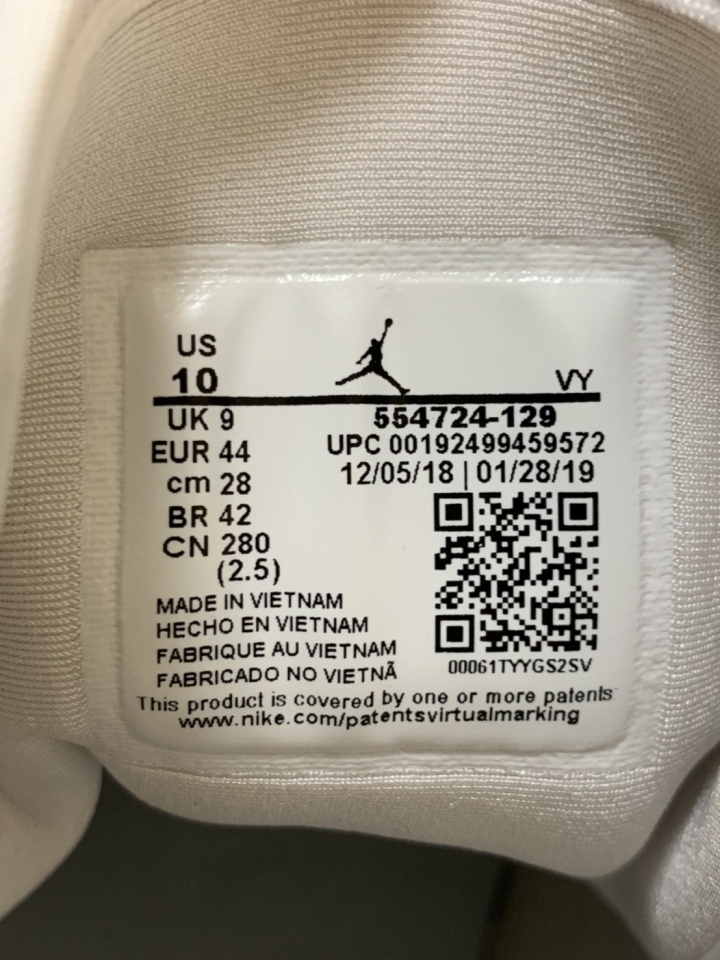 US
10
VY
UK 9
EUR 44
cm 28
BR 42
CN 280
(2.5)
554724-129
UPC 00192499459572
12/05/18 | 01/28/19
MADE IN VIETNAM
HECHO EN VIETNAM
FABRIQUE AU VIETNAM
FABRICADO NO VIETNÃ
00061TYYGS2SV
This product is covered by one or more patents
www.nike.com/patentsvirtualmarking